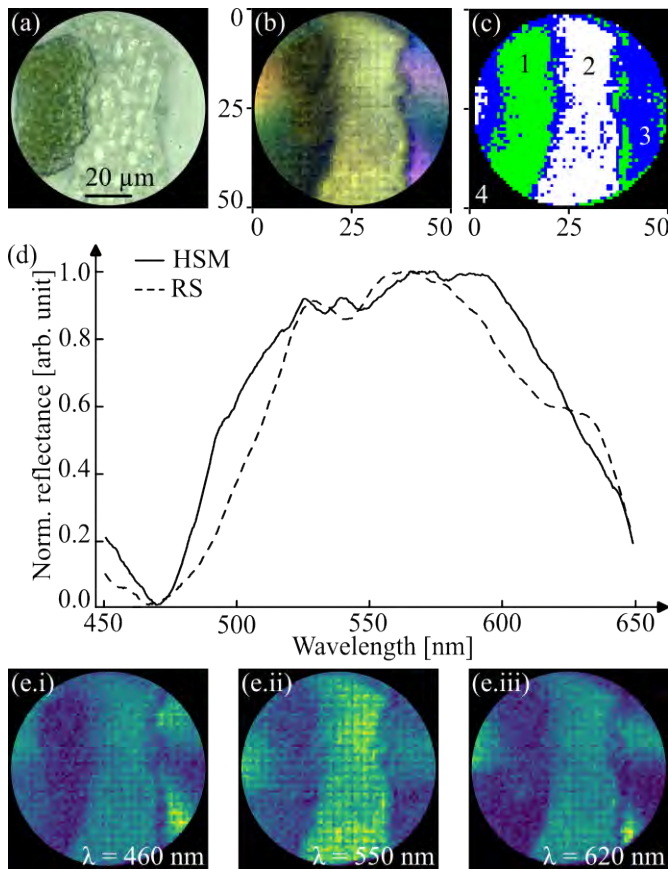 (a)
20 µm
(b)
0
25
50
0
25
50
(c)
1
2
3
4
0
25
50
(d)
HSM
RS
Norm. reflectance [arb. unit]
1.0
0.8
0.6
0.4
0.2
0.0
450
500
550
600
650
Wavelength [nm]
(e.i)
λ = 460 nm
(e.ii)
λ = 550 nm
(e.iii)
λ = 620 nm